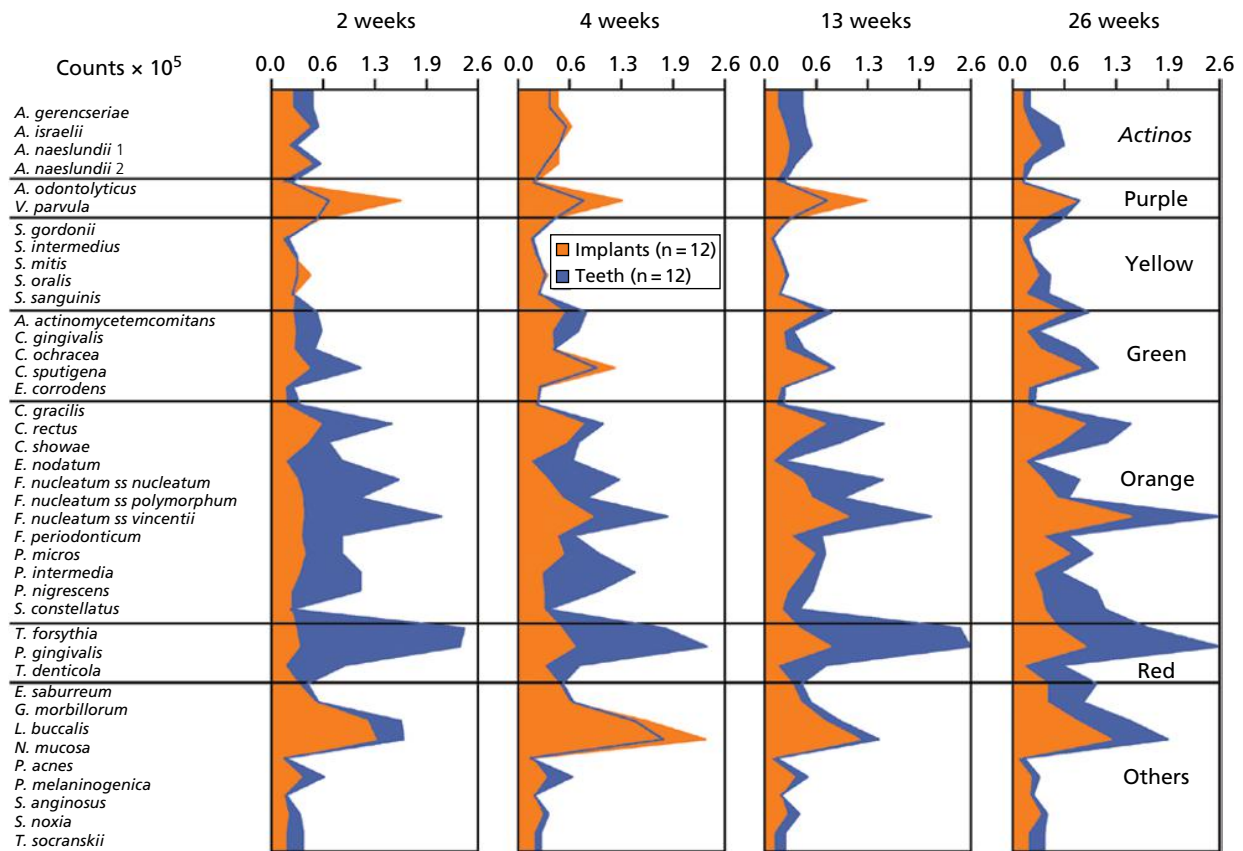 2 weeks 4 weeks 13 weeks 26 weeks
Counts × 10⁵
0.0 0.6 1.3 1.9 2.6 0.0 0.6 1.3 1.9 2.6 0.0 0.6 1.3 1.9 2.6 0.0 0.6 1.3 1.9 2.6
A. gerencseriae
A. israelii
Actinos
A. naeslundii 1
A. naeslundii 2
A. odontolyticus
Purple
V. parvula
S. gordonii
S. intermedius
Implants (n = 12)
S. mitis
Yellow
S. oralis
Teeth (n = 12)
S. sanguinis
A. actinomycetemcomitans
C. gingivalis
C. ochracea
Green
C. sputigena
E. corrodens
C. gracilis
C. rectus
C. showae
E. nodatum
F. nucleatum ss nucleatum
Orange
F. nucleatum ss polymorphum
F. nucleatum ss vincentii
F. periodonticum
P. micros
P. intermedia
P. nigrescens
S. constellatus
T. forsythia
P. gingivalis
T. denticola
Red
E. saburreum
G. morbillorum
L. buccalis
N. mucosa
P. acnes
Others
P. melaninogenica
S. anginosus
S. noxia
T. socranskii